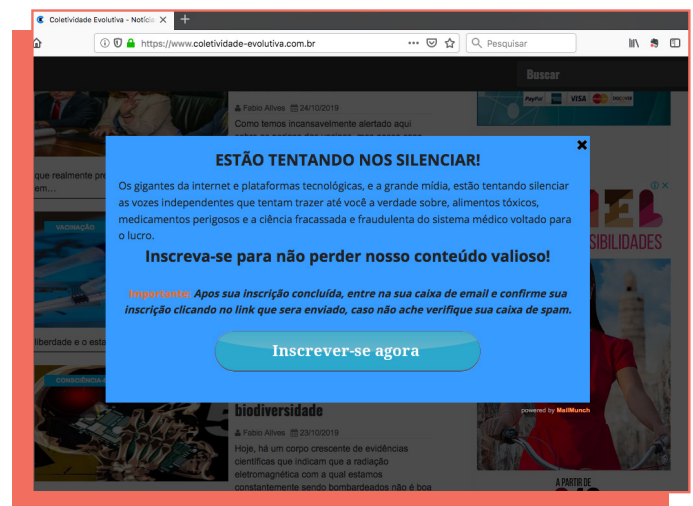 Coletividade Evolutiva - Notícia
https://www.coletividade-evolutiva.com.br
Pesquisar
Buscar
Fabio Allves 24/10/2019
Como temos incansavelmente alertado aqui
PayPal VISA DISCOVER
que realmente pre
em…
ESTÃO TENTANDO NOS SILENCIAR!
Os gigantes da internet e plataformas tecnológicas, e a grande mídia, estão tentando silenciar
as vozes independentes que tentam trazer até você a verdade sobre, alimentos tóxicos,
medicamentos perigosos e a ciência fracassada e fraudulenta do sistema médico voltado para
o lucro.
Inscreva-se para não perder nosso conteúdo valioso!
Importante: Apos sua inscrição concluída, entre na sua caixa de email e confirme sua
inscrição clicando no link que sera enviado, caso não ache verifique sua caixa de spam.
Inscrever-se agora
powered by MailMunch
VACINAÇÃO
SIBILIDADES
liberdade e o esta
CONSCIÊNCIA
biodiversidade
Fabio Allves 23/10/2019
Hoje, há um corpo crescente de evidências
científicas que indicam que a radiação
eletromagnética com a qual estamos
constantemente sendo bombardeados não é boa
A PARTIR DE